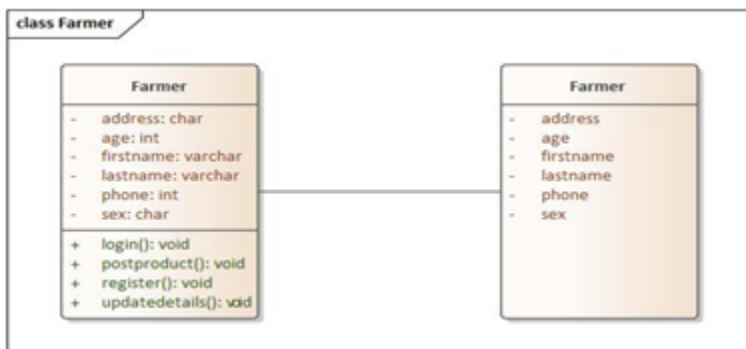 class Farmer
Farmer
- address: char
- age: int
- firstname: varchar
- lastname: varchar
- phone: int
- sex: char
+ login(): void
+ postproduct(): void
+ register(): void
+ updatedetails(): void
Farmer
- address
- age
- firstname
- lastname
- phone
- sex